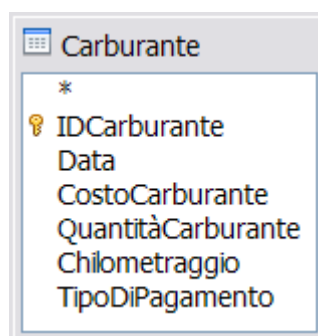 Carburante
*
IDCarburante
Data
CostoCarburante
QuantitàCarburante
Chilometraggio
TipoDiPagamento